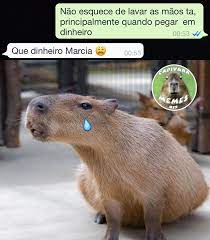 Não esquece de lavar as mãos ta,
principalmente quando pegar em
dinheiro
00:53
Que dinheiro Marcia 😩
00:53
CAPIVARA
MEMES